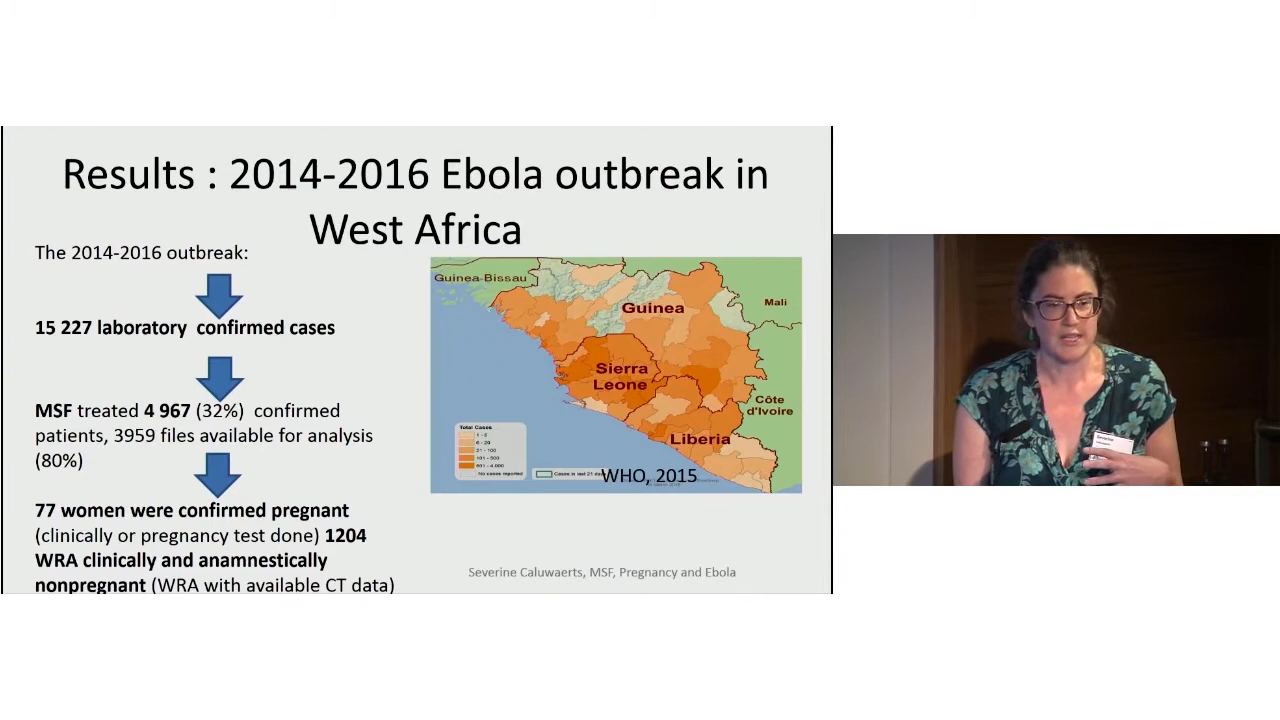 Results : 2014-2016 Ebola outbreak in
West Africa
The 2014-2016 outbreak:
15 227 laboratory confirmed cases
MSF treated 4 967 (32%) confirmed
patients, 3959 files available for analysis
(80%)
77 women were confirmed pregnant
(clinically or pregnancy test done) 1204
WRA clinically and anamnestically
nonpregnant (WRA with available CT data)
Guinea-Bissau
Guinea
Mali
Sierra
Leone
Côte
d'Ivoire
Liberia
Total Cases
1 - 5
6 - 20
21 - 100
101 - 500
501 - 4,000
No cases reported
Cases in last 21
WHO, 2015
Severine Caluwaerts, MSF, Pregnancy and Ebola
Severine